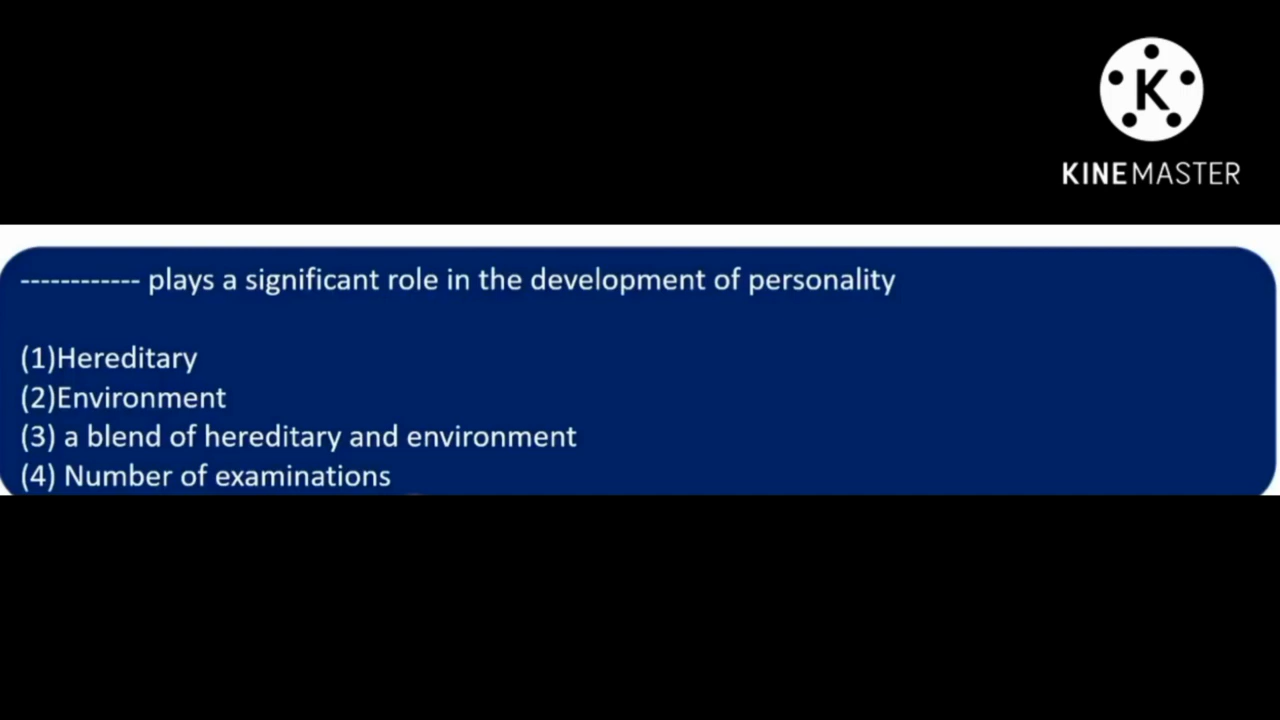 K
KINEMASTER
------------ plays a significant role in the development of personality
(1)Hereditary
(2)Environment
(3) a blend of hereditary and environment
(4) Number of examinations